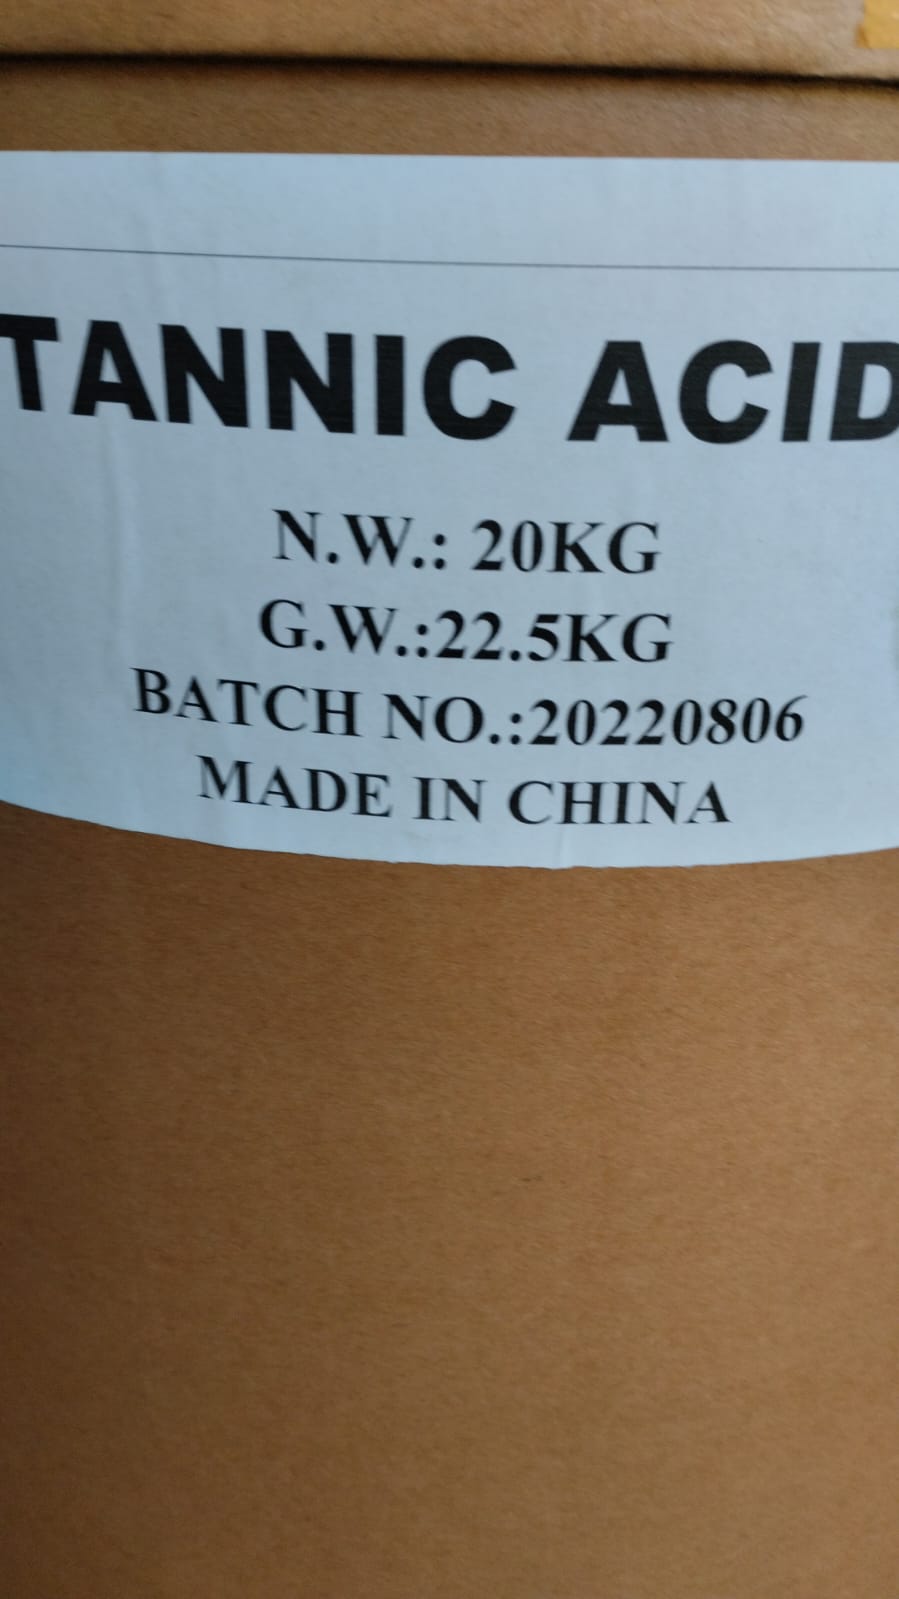 TANNIC ACID
N.W.: 20KG
G.W.:22.5KG
BATCH NO.:20220806
MADE IN CHINA